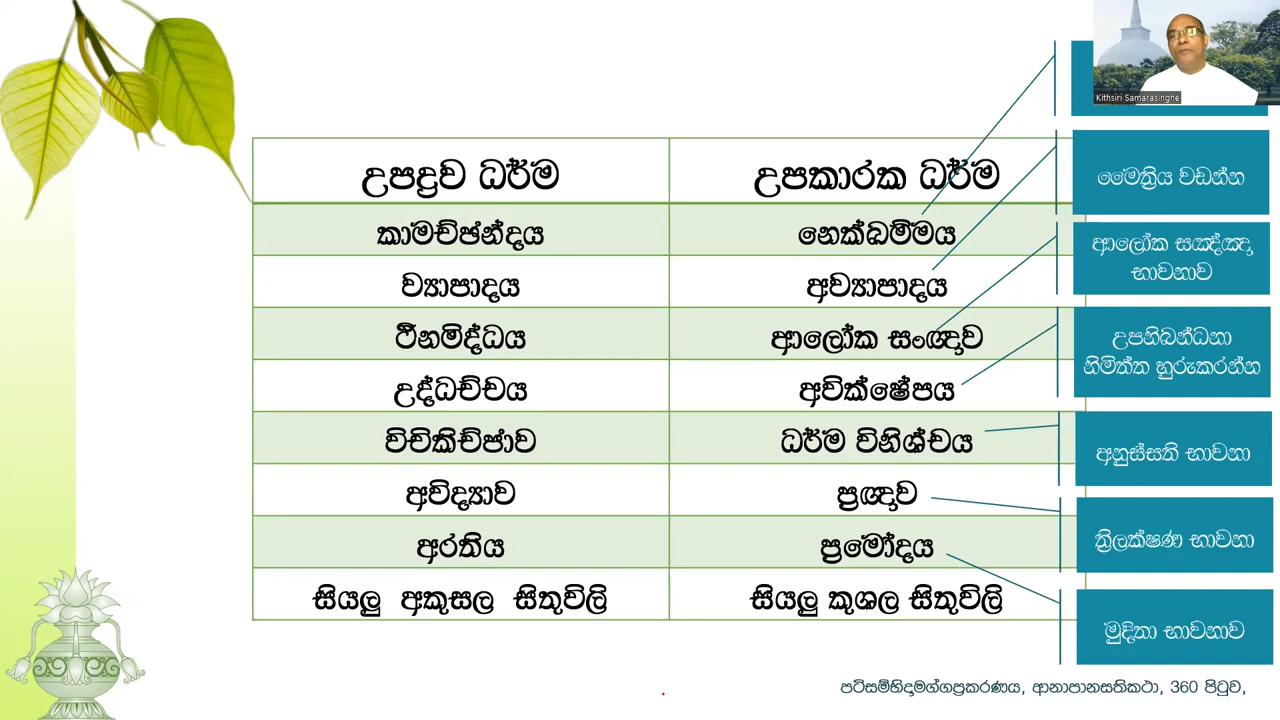 Kithsiri Samarasinghe
උපද්‍රව ධර්ම
උපකාරක ධර්ම
කාමච්ඡන්දය
නෙක්ඛම්මය
ව්‍යාපාදය
අව්‍යාපාදය
මෛත්‍රිය වඩන්න
ථීනමිද්ධය
ආලෝක සංඥාව
ආලෝක සඤ්ඤා
භාවනාව
උද්ධච්චය
අවික්ෂේපය
උපනිබන්ධනා
නිමිත්ත හුරුකරන්න
විචිකිච්ඡාව
ධර්ම විනිශ්චය
අනුස්සති භාවනා
අවිද්‍යාව
ප්‍රඥාව
ත්‍රිලක්ෂණ භාවනා
අරතිය
ප්‍රමෝදය
මුදිතා භාවනාව
සියලු අකුසල සිතුවිලි
සියලු කුශල සිතුවිලි
පටිසම්භිදාමග්ගප්‍රකරණය, ආනාපානසතිකථා, 360 පිටුව,